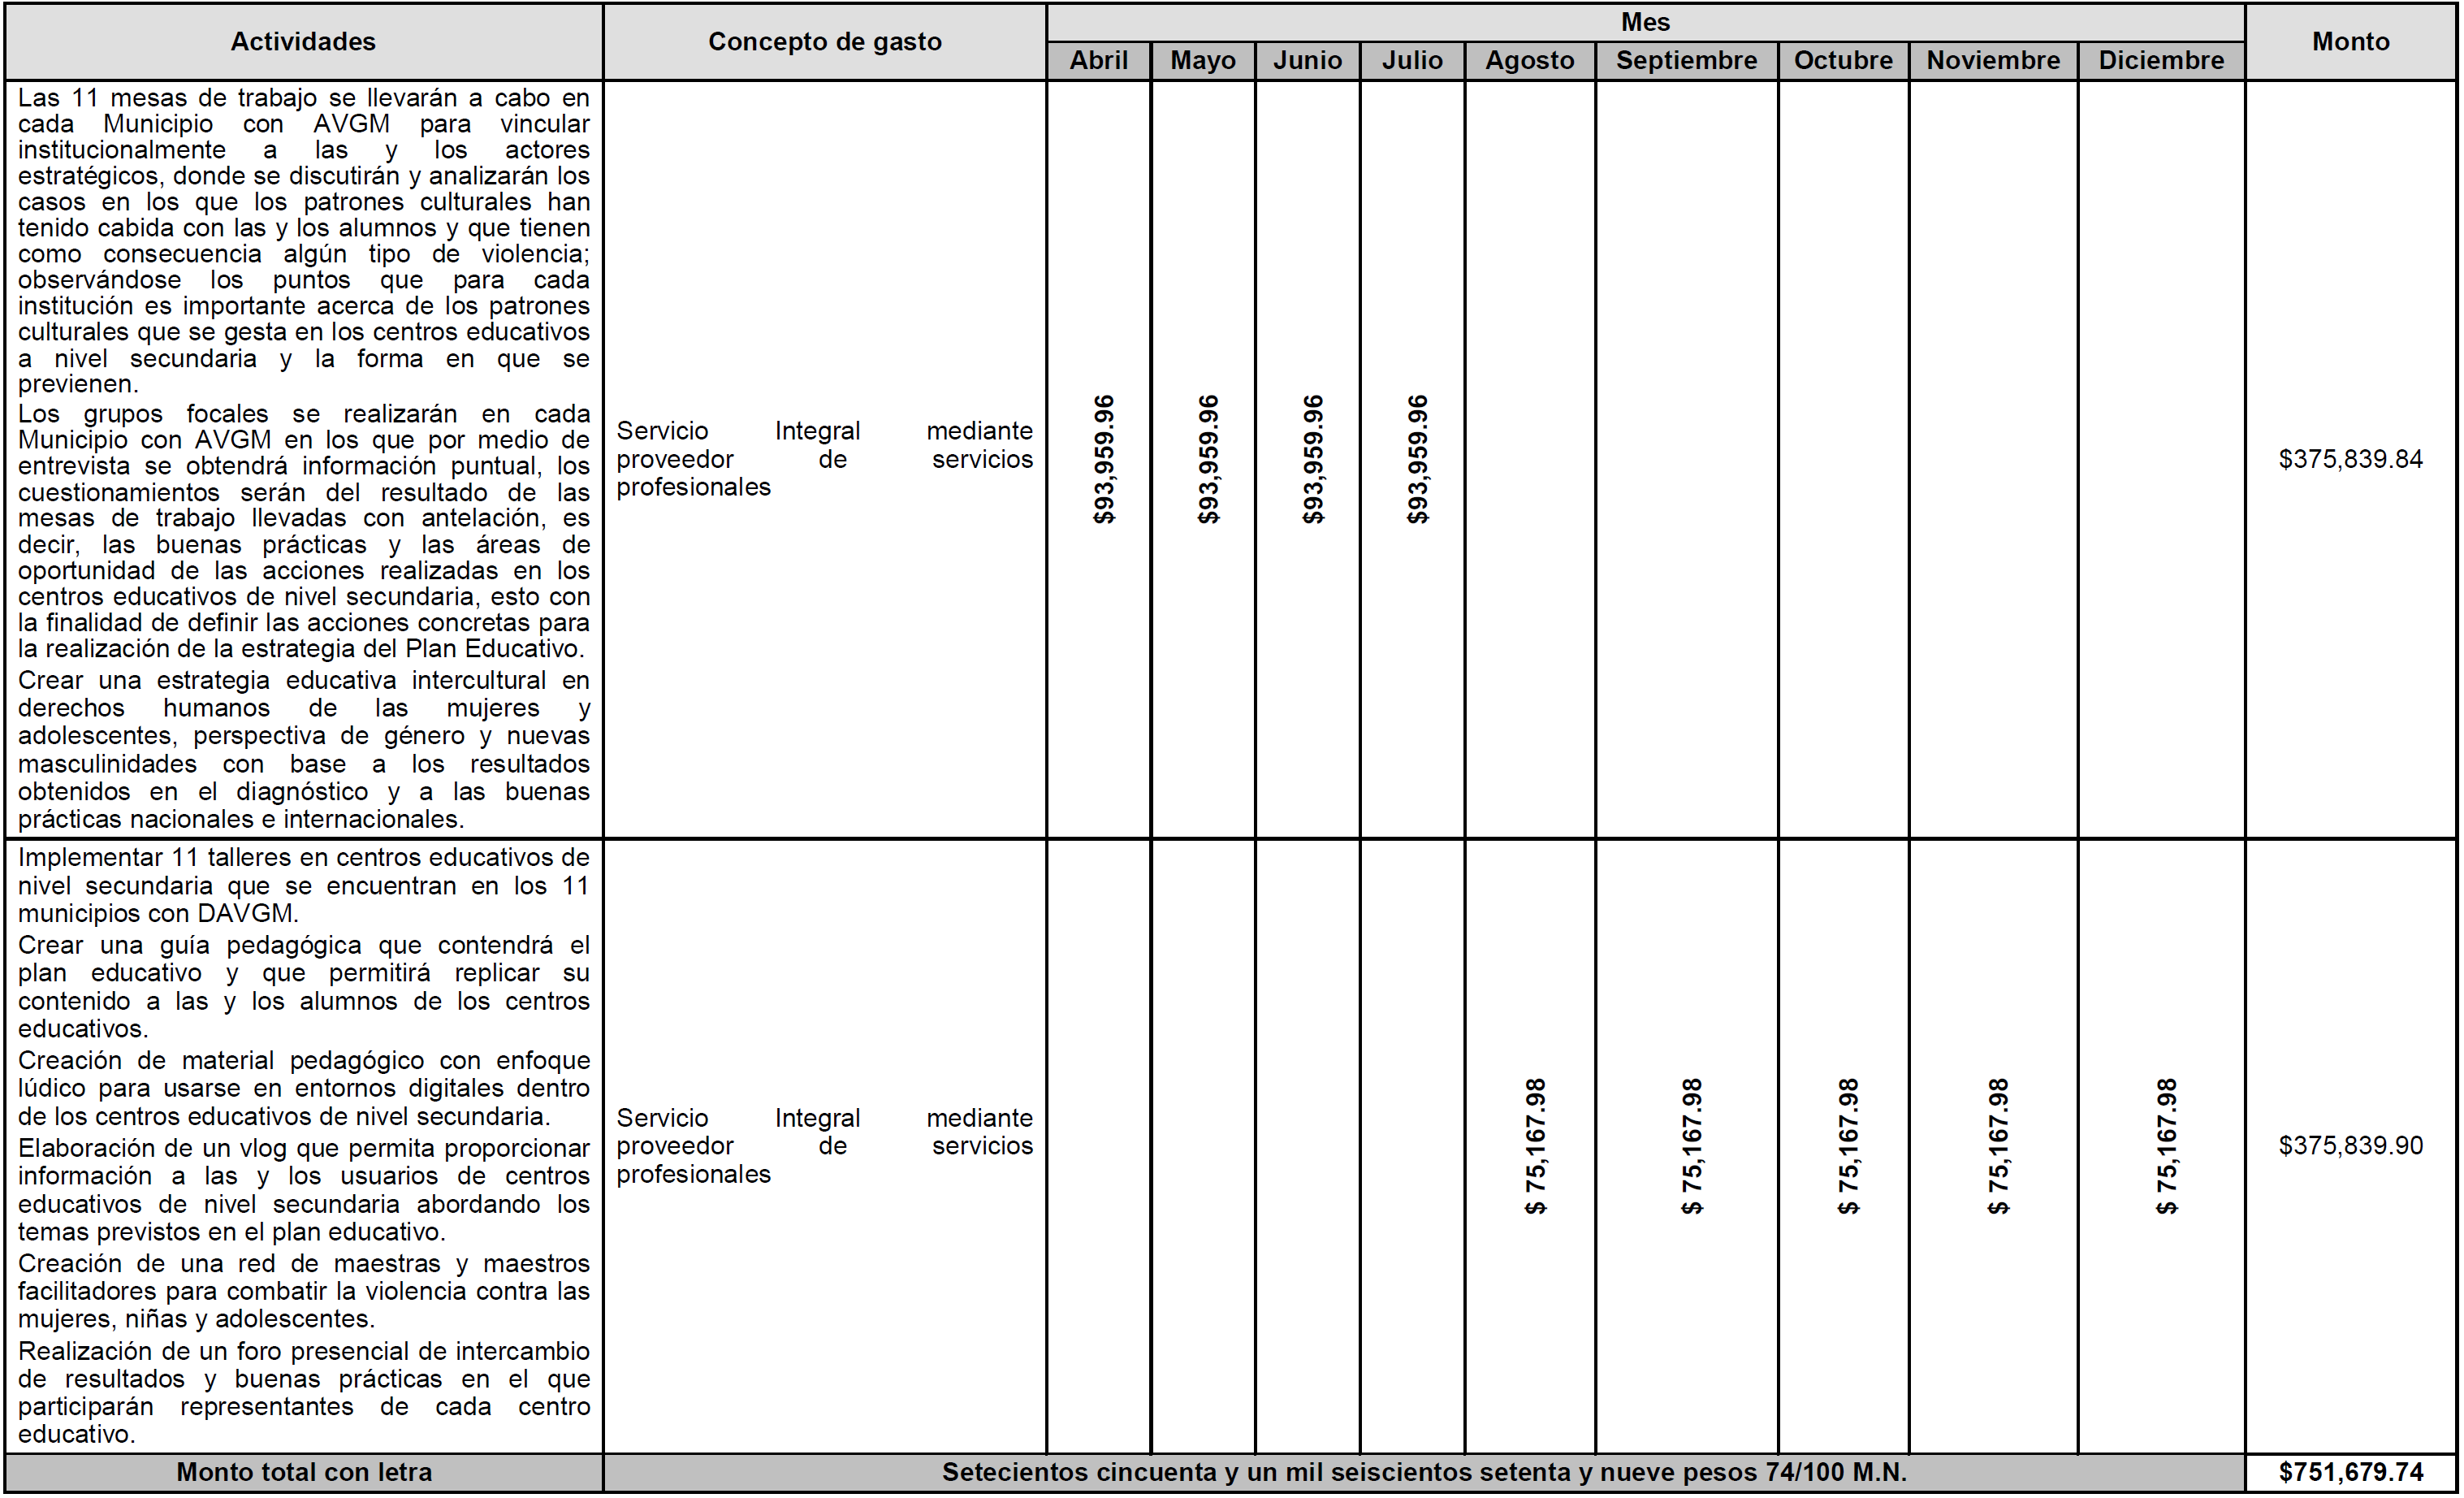 Actividades
Concepto de gasto
Mes
Monto
Abril
Mayo
Junio
Julio
Agosto
Septiembre
Octubre
Noviembre
Diciembre
Las 11 mesas de trabajo se llevarán a cabo en
cada Municipio con AVGM para vincular
institucionalmente a las y los actores
estratégicos, donde se discutirán y analizarán los
casos en los que los patrones culturales han
tenido cabida con las y los alumnos y que tienen
como consecuencia algún tipo de violencia;
observándose los puntos que para cada
institución es importante acerca de los patrones
culturales que se gesta en los centros educativos
a nivel secundaria y la forma en que se
previenen.
Los grupos focales se realizarán en cada
Municipio con AVGM en los que por medio de
entrevista se obtendrá información puntual, los
cuestionamientos serán del resultado de las
mesas de trabajo llevadas con antelación, es
decir, las buenas prácticas y las áreas de
oportunidad de las acciones realizadas en los
centros educativos de nivel secundaria, esto con
la finalidad de definir las acciones concretas para
la realización de la estrategia del Plan Educativo.
Crear una estrategia educativa intercultural en
derechos humanos de las mujeres y
adolescentes, perspectiva de género y nuevas
masculinidades con base a los resultados
obtenidos en el diagnóstico y a las buenas
prácticas nacionales e internacionales.
Servicio Integral mediante
proveedor de servicios
profesionales
$93,959.96
$93,959.96
$93,959.96
$93,959.96
$375,839.84
Implementar 11 talleres en centros educativos de
nivel secundaria que se encuentran en los 11
municipios con DAVGM.
Crear una guía pedagógica que contendrá el
plan educativo y que permitirá replicar su
contenido a las y los alumnos de los centros
educativos.
Creación de material pedagógico con enfoque
lúdico para usarse en entornos digitales dentro
de los centros educativos de nivel secundaria.
Elaboración de un vlog que permita proporcionar
información a las y los usuarios de centros
educativos de nivel secundaria abordando los
temas previstos en el plan educativo.
Creación de una red de maestras y maestros
facilitadores para combatir la violencia contra las
mujeres, niñas y adolescentes.
Realización de un foro presencial de intercambio
de resultados y buenas prácticas en el que
participarán representantes de cada centro
educativo.
Servicio Integral mediante
proveedor de servicios
profesionales
$ 75,167.98
$ 75,167.98
$ 75,167.98
$ 75,167.98
$ 75,167.98
$375,839.90
Monto total con letra
Setecientos cincuenta y un mil seiscientos setenta y nueve pesos 74/100 M.N.
$751,679.74